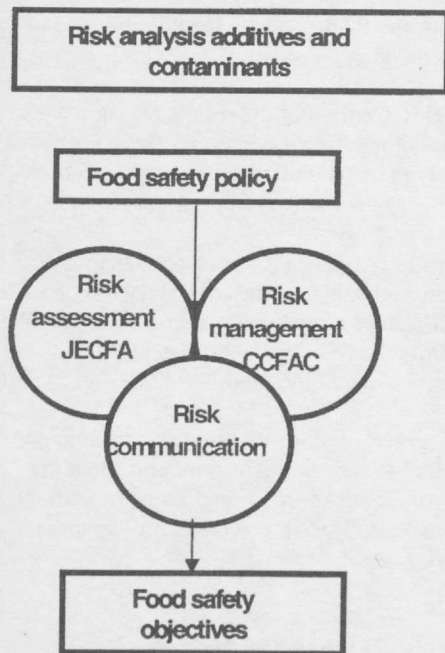 Risk analysis additives and
contaminants
Food safety policy
Risk
assessment
JECFA
Risk
management
CCFAC
Risk
communication
Food safety
objectives